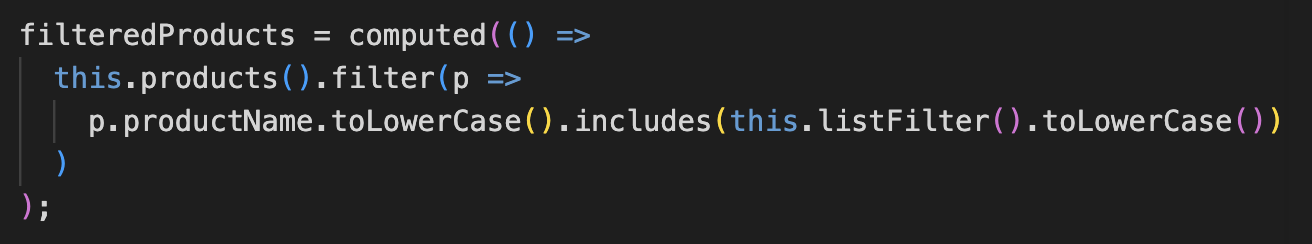 filteredProducts = computed(() =>
  this.products().filter(p =>
    p.productName.toLowerCase().includes(this.listFilter().toLowerCase())
  )
);